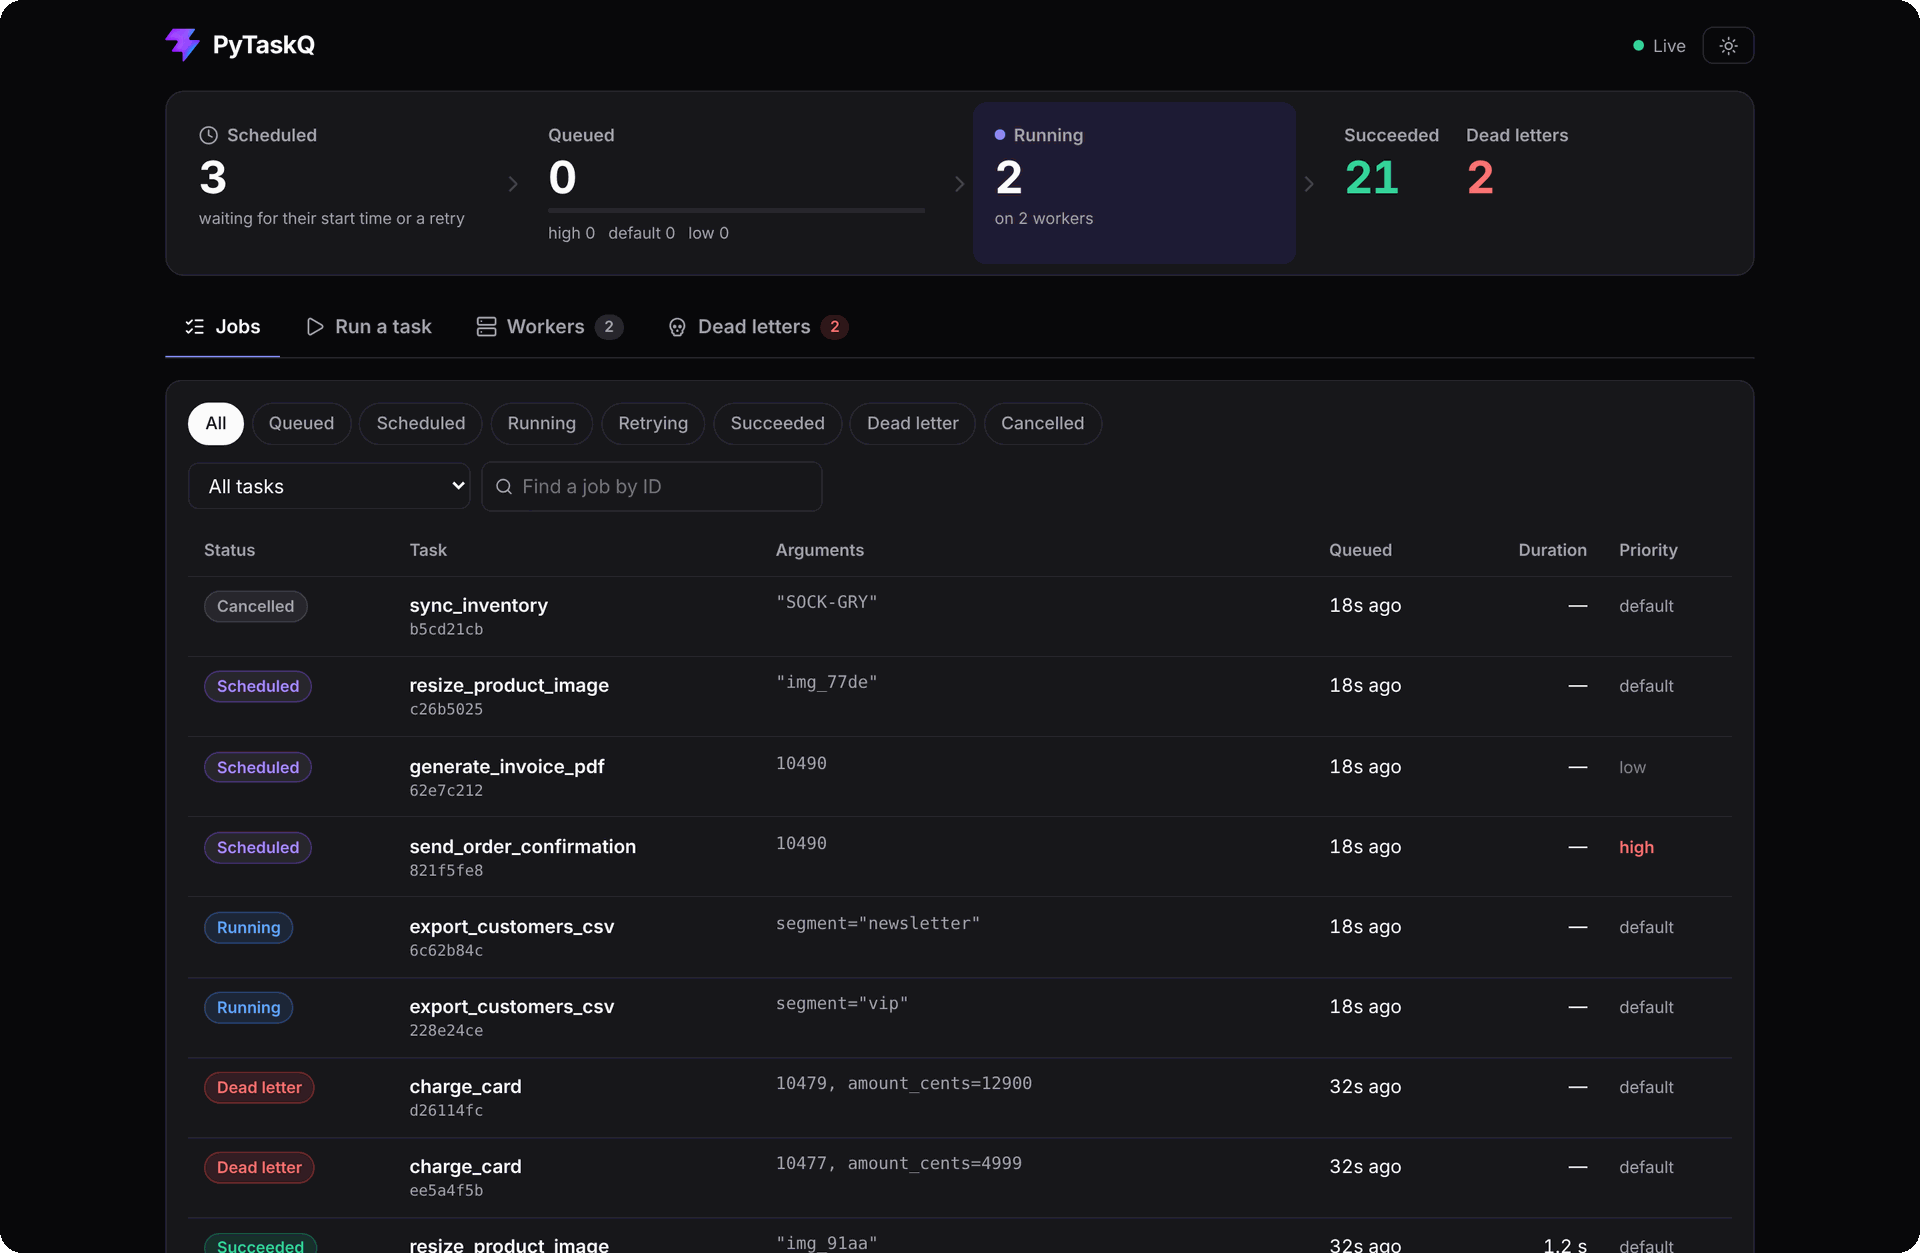 PyTaskQ
Live
Scheduled
3
waiting for their start time or a retry
Queued
0
high 0 default 0 low 0
Running
2
on 2 workers
Succeeded
21
Dead letters
2
Jobs
Run a task
Workers 2
Dead letters 2
All Queued Scheduled Running Retrying Succeeded Dead letter Cancelled
All tasks
Find a job by ID
Status Task Arguments Queued Duration Priority
Cancelled sync_inventory "SOCK-GRY" 18s ago — default
b5cd21cb
Scheduled resize_product_image "img_77de" 18s ago — default
c26b5025
Scheduled generate_invoice_pdf 10490 18s ago — low
62e7c212
Scheduled send_order_confirmation 10490 18s ago — high
821f5fe8
Running export_customers_csv segment="newsletter" 18s ago — default
6c62b84c
Running export_customers_csv segment="vip" 18s ago — default
228e24ce
Dead letter charge_card 10479, amount_cents=12900 32s ago — default
d26114fc
Dead letter charge_card 10477, amount_cents=4999 32s ago — default
ee5a4f5b
Succeeded resize_product_image "img_91aa" 32s ago 1.2 s default